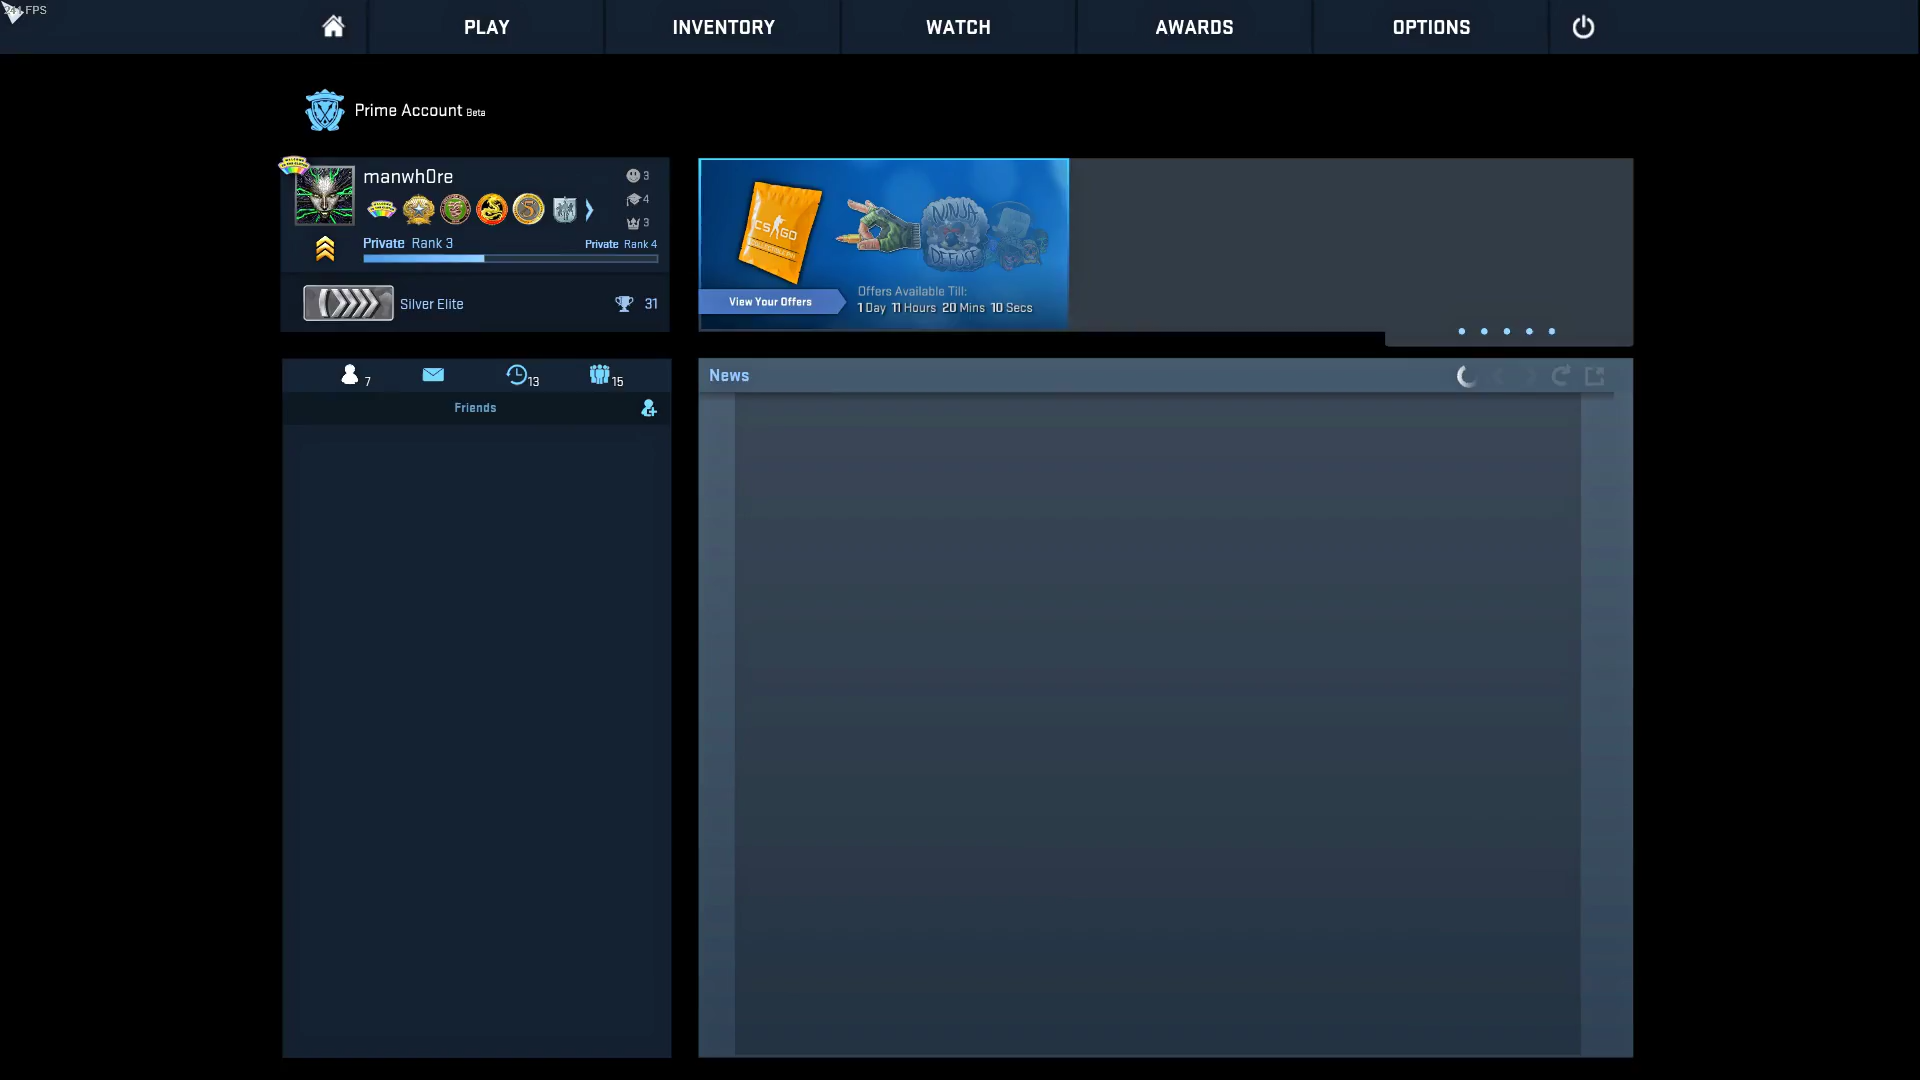 FPS
PLAY
INVENTORY
WATCH
AWARDS
OPTIONS
Prime Account Beta
manwh0re
3
4
3
Private Rank 3
Private Rank 4
Silver Elite
31
CS GO
NINJA
DEFUSE
View Your Offers
Offers Available Till:
1 Day 11 Hours 20 Mins 10 Secs
7
13
15
Friends
News